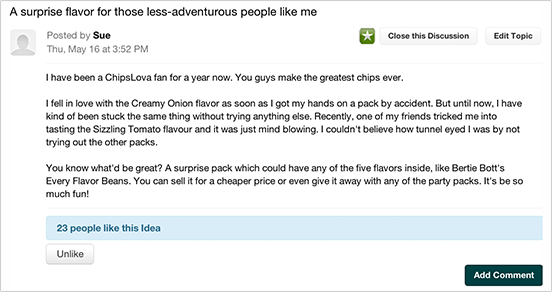 A surprise flavor for those less-adventurous people like me
Posted by Sue
Thu, May 16 at 3:52 PM
Close this Discussion
Edit Topic
I have been a ChipsLova fan for a year now. You guys make the greatest chips ever.
I fell in love with the Creamy Onion flavor as soon as I got my hands on a pack by accident. But until now, I have
kind of been stuck the same thing without trying anything else. Recently, one of my friends tricked me into
tasting the Sizzling Tomato flavour and it was just mind blowing. I couldn't believe how tunnel eyed I was by not
trying out the other packs.
You know what'd be great? A surprise pack which could have any of the five flavors inside, like Bertie Bott's
Every Flavor Beans. You can sell it for a cheaper price or even give it away with any of the party packs. It's be so
much fun!
23 people like this Idea
Unlike
Add Comment